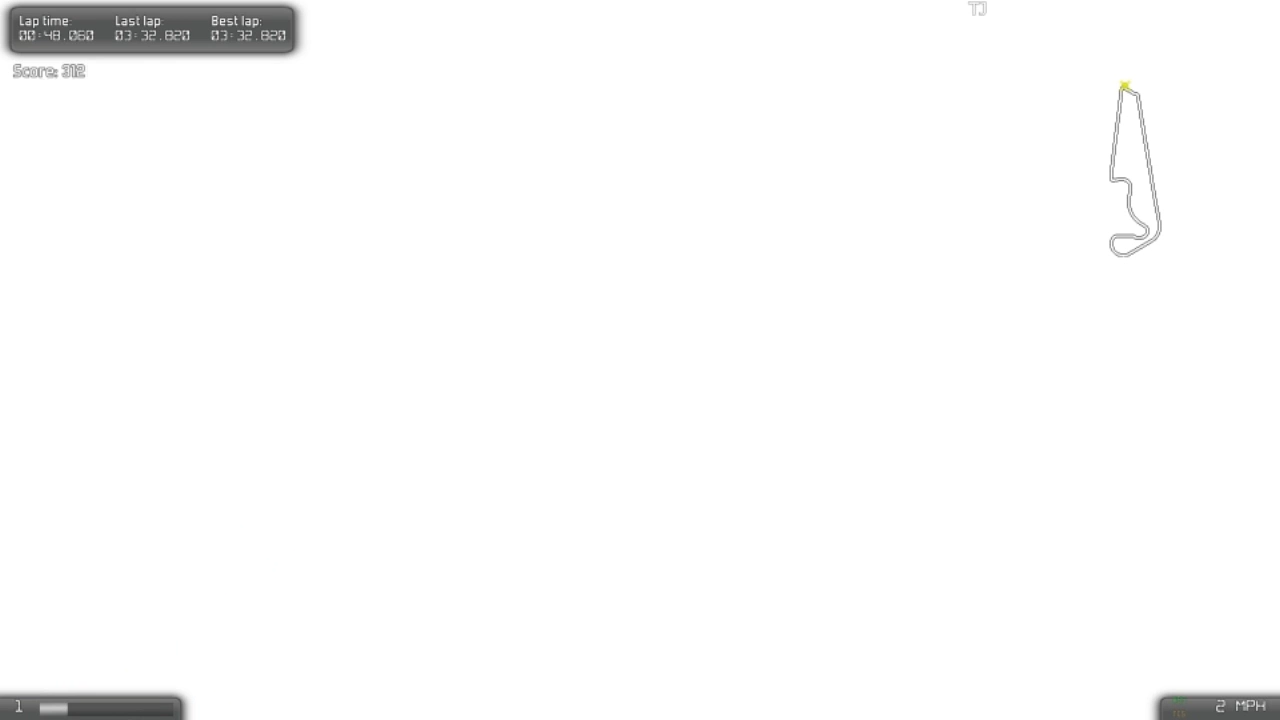 Lap time: Last lap: Best lap:
00:48.060 03:32.820 03:32.820
TJ
Score: 312
1
2 MPH